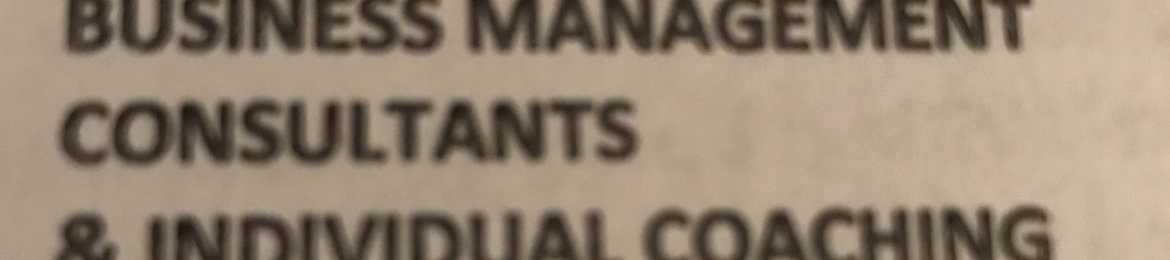 BUSINESS MANAGEMENT
CONSULTANTS
& INDIVIDUAL COACHING